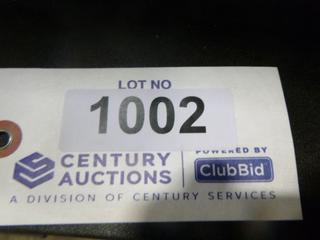 LOT NO
1002
CENTURY
AUCTIONS
POWERED BY
ClubBid
A DIVISION OF CENTURY SERVICES